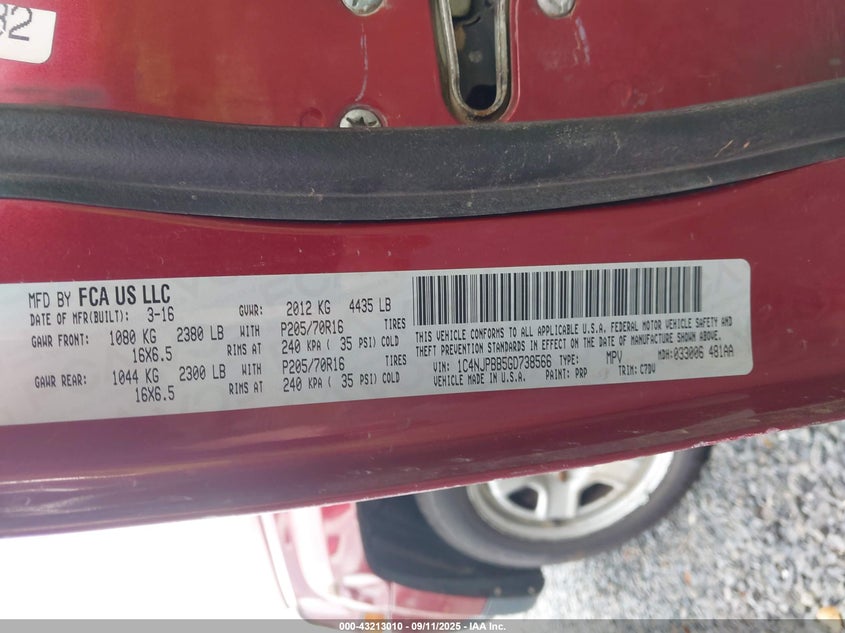 32
MFD BY FCA US LLC
DATE OF MFR(BUILT): 3-16 GVWR: 2012 KG 4435 LB
GAWR FRONT: 1080 KG 2380 LB WITH P205/70R16 TIRES
16X6.5 RIMS AT 240 KPA ( 35 PSI) COLD
GAWR REAR: 1044 KG 2300 LB WITH P205/70R16 TIRES
16X6.5 RIMS AT 240 KPA ( 35 PSI) COLD
THIS VEHICLE CONFORMS TO ALL APPLICABLE U.S.A. FEDERAL MOTOR VEHICLE SAFETY AND
THEFT PREVENTION STANDARDS IN EFFECT ON THE DATE OF MANUFACTURE SHOWN ABOVE.
VIN: 1C4NJPBB5GD738566 TYPE: MPV MDH:033006 481AA
VEHICLE MADE IN U.S.A. PAINT: PRP TRIM: C7DV
000-43213010 - 09/11/2025 - IAA Inc.